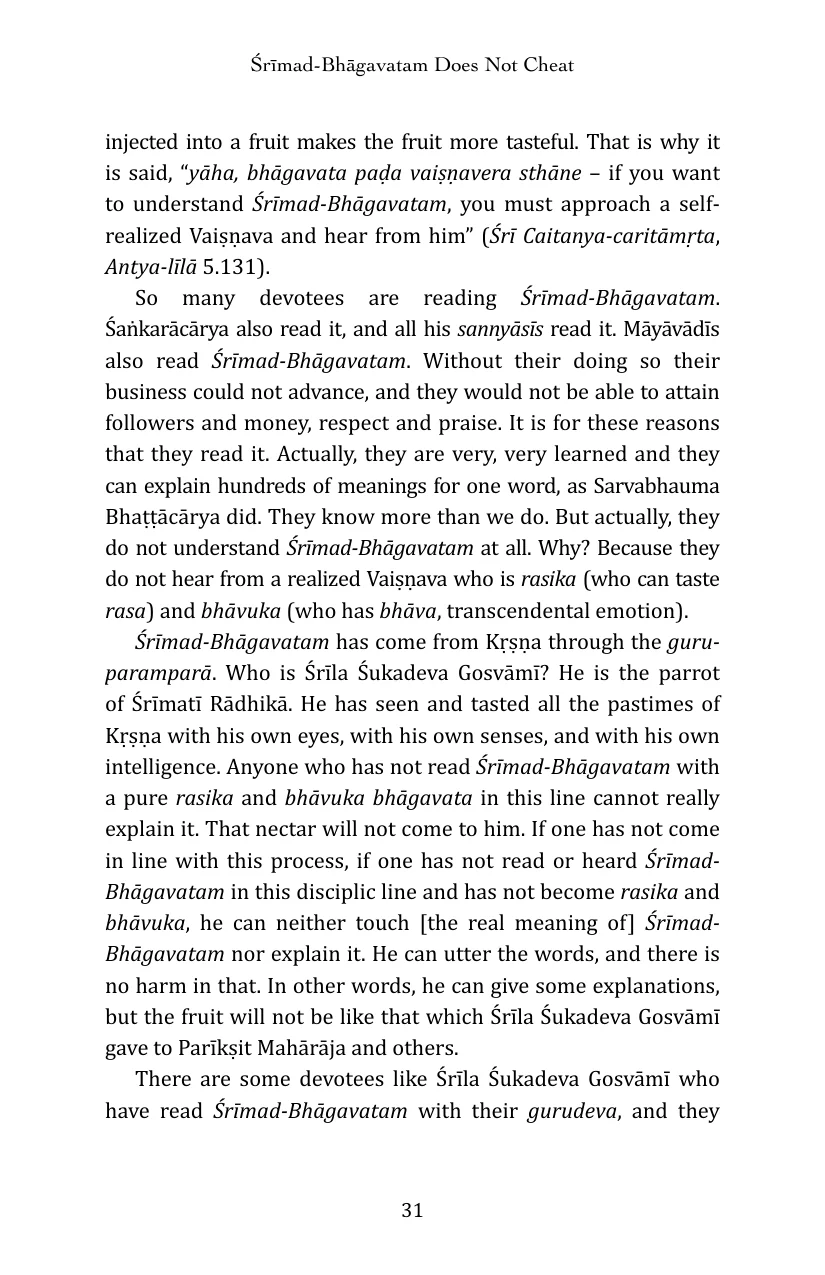 Śrīmad-Bhāgavatam Does Not Cheat
injected into a fruit makes the fruit more tasteful. That is why it
is said, “yāha, bhāgavata paḍa vaiṣṇavera sthāne – if you want
to understand Śrīmad-Bhāgavatam, you must approach a self-
realized Vaiṣṇava and hear from him” (Śrī Caitanya-caritāmṛta,
Antya-līlā 5.131).
So many devotees are reading Śrīmad-Bhāgavatam.
Śaṅkarācārya also read it, and all his sannyāsīs read it. Māyāvādīs
also read Śrīmad-Bhāgavatam. Without their doing so their
business could not advance, and they would not be able to attain
followers and money, respect and praise. It is for these reasons
that they read it. Actually, they are very, very learned and they
can explain hundreds of meanings for one word, as Sarvabhauma
Bhaṭṭācārya did. They know more than we do. But actually, they
do not understand Śrīmad-Bhāgavatam at all. Why? Because they
do not hear from a realized Vaiṣṇava who is rasika (who can taste
rasa) and bhāvuka (who has bhāva, transcendental emotion).
Śrīmad-Bhāgavatam has come from Kṛṣṇa through the guru-
paramparā. Who is Śrīla Śukadeva Gosvāmī? He is the parrot
of Śrīmatī Rādhikā. He has seen and tasted all the pastimes of
Kṛṣṇa with his own eyes, with his own senses, and with his own
intelligence. Anyone who has not read Śrīmad-Bhāgavatam with
a pure rasika and bhāvuka bhāgavata in this line cannot really
explain it. That nectar will not come to him. If one has not come
in line with this process, if one has not read or heard Śrīmad-
Bhāgavatam in this disciplic line and has not become rasika and
bhāvuka, he can neither touch [the real meaning of] Śrīmad-
Bhāgavatam nor explain it. He can utter the words, and there is
no harm in that. In other words, he can give some explanations,
but the fruit will not be like that which Śrīla Śukadeva Gosvāmī
gave to Parīkṣit Mahārāja and others.
There are some devotees like Śrīla Śukadeva Gosvāmī who
have read Śrīmad-Bhāgavatam with their gurudeva, and they
31